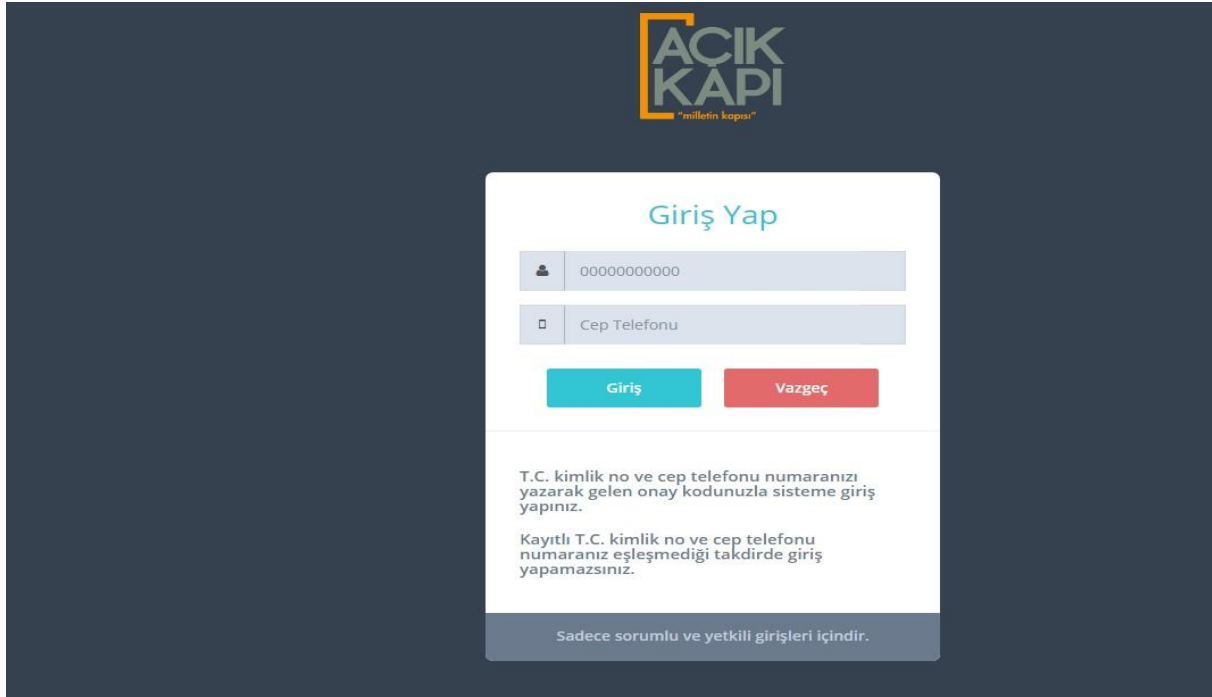 AÇIK
KAPI
"milletin kapısı"
Giriş Yap
00000000000
Cep Telefonu
Giriş
Vazgeç
T.C. kimlik no ve cep telefonu numaranızı
yazarak gelen onay kodunuzla sisteme giriş
yapınız.
Kayıtlı T.C. kimlik no ve cep telefonu
numaranız eşleşmediği takdirde giriş
yapamazsınız.
Sadece sorumlu ve yetkili girişleri içindir.